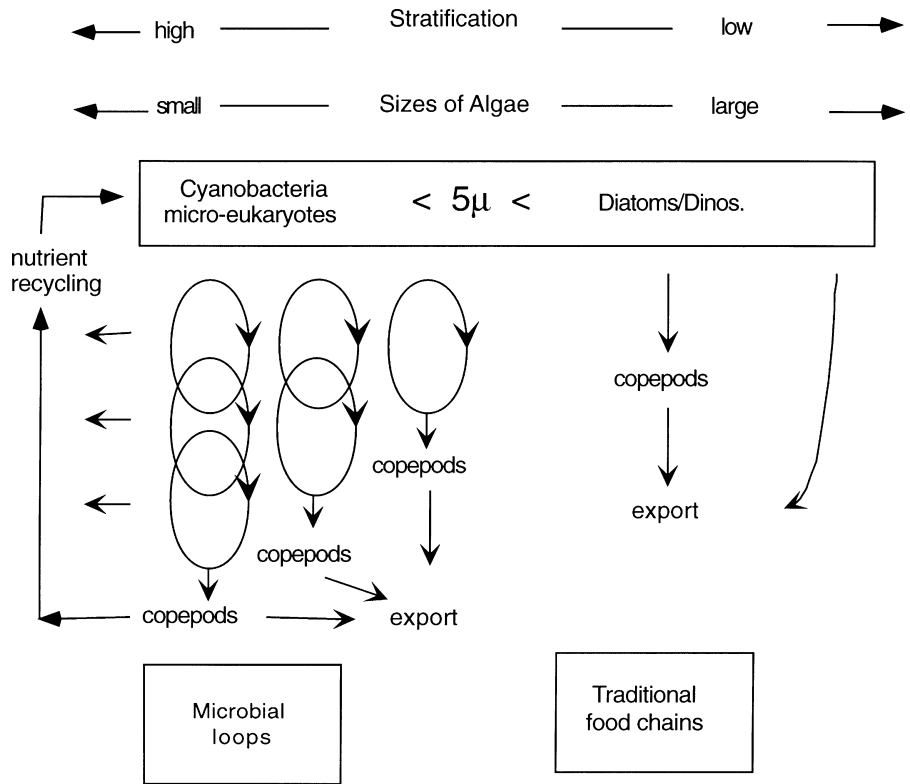 high Stratification low
small Sizes of Algae large
Cyanobacteria
micro-eukaryotes < 5μ < Diatoms/Dinos.
nutrient
recycling
copepods
copepods
export
copepods
copepods
export
Microbial
loops
Traditional
food chains